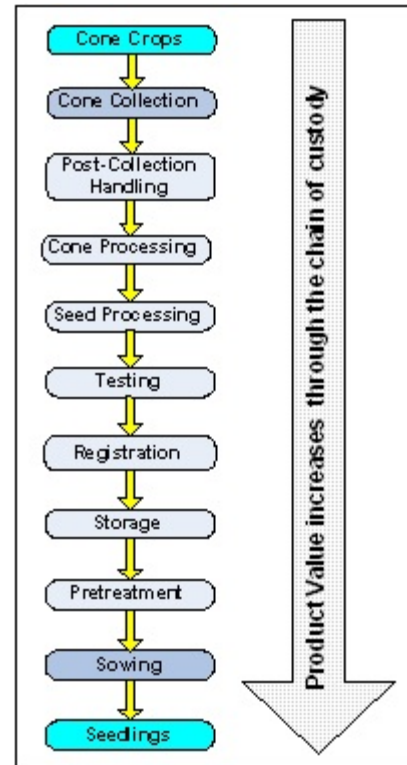 Cone Crops
Cone Collection
Post-Collection
Handling
Cone Processing
Seed Processing
Testing
Registration
Storage
Pretreatment
Sowing
Seedlings
Product Value increases through the chain of custody